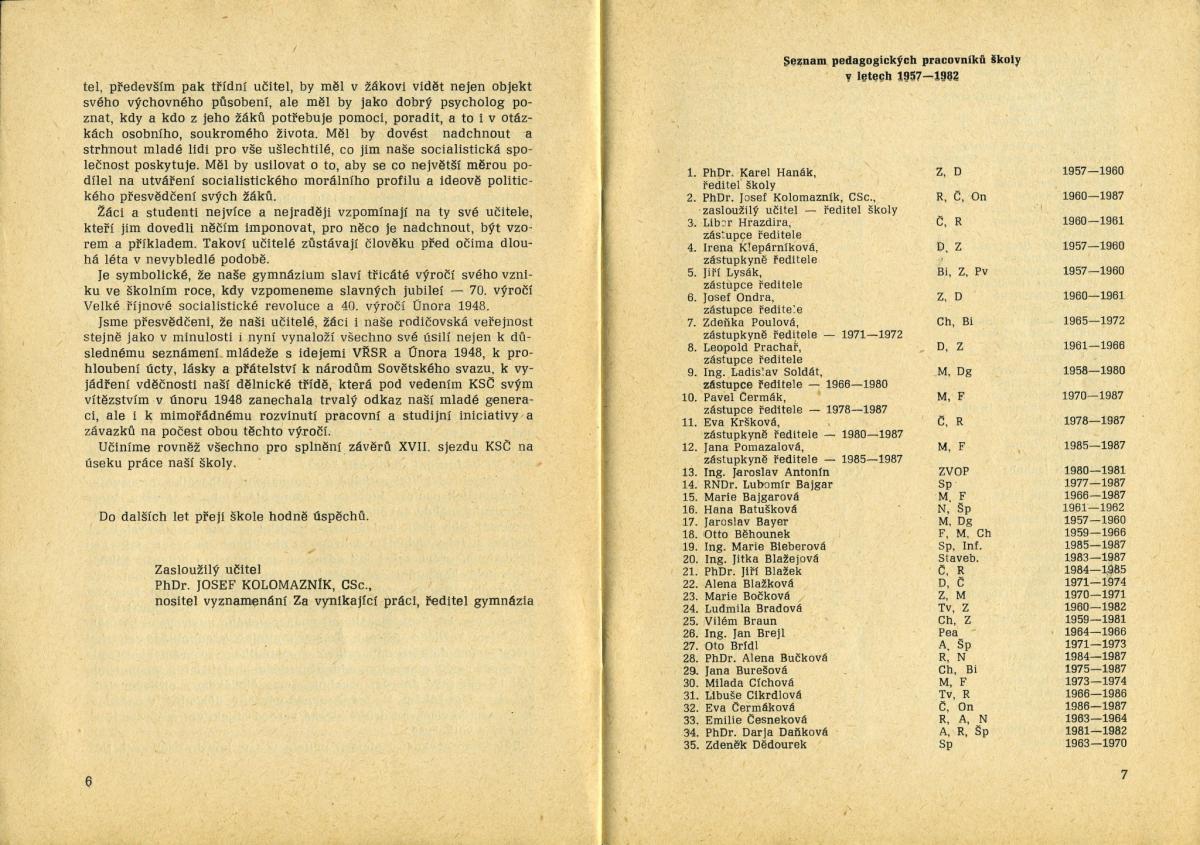 tel, především pak třídní učitel, by měl v žákovi vidět nejen objekt
svého výchovného působení, ale měl by jako dobrý psycholog po-
znat, kdy a kdo z jeho žáků potřebuje pomoci, poradit, a to i v otáz-
kách osobního, soukromého života. Měl by dovést nadchnout a
strhnout mladé lidi pro vše ušlechtilé, co jim naše socialistická spo-
lečnost poskytuje. Měl by usilovat o to, aby se co největší měrou po-
dílel na utváření socialistického morálního profilu a ideově politic-
kého přesvědčení svých žáků.
Žáci a studenti nejvíce a nejraději vzpomínají na ty své učitele,
kteří jim dovedli něčím imponovat, pro něco je nadchnout, být vzo-
rem a příkladem. Takoví učitelé zůstávají člověku před očima dlou-
há léta v nevybledlé podobě.
Je symbolické, že naše gymnázium slaví třicáté výročí svého vzni-
ku ve školním roce, kdy vzpomeneme slavných jubileí — 70. výročí
Velké říjnové socialistické revoluce a 40. výročí Února 1948.
Jsme přesvědčeni, že naši učitelé, žáci i naše rodičovská veřejnost
stejně jako v minulosti i nyní vynaloží všechno své úsilí nejen k dů-
slednému seznámení mládeže s idejemi VŘSR a Února 1948, k pro-
hloubení úcty, lásky a přátelství k národům Sovětského svazu, k vy-
jádření vděčnosti naší dělnické třídě, která pod vedením KSČ svým
vítězstvím v únoru 1948 zanechala trvalý odkaz naší mladé genera-
ci, ale i k mimořádnému rozvinutí pracovní a studijní iniciativy a
závazků na počest obou těchto výročí.
Učiníme rovněž všechno pro splnění závěrů XVII. sjezdu KSČ na
úseku práce naší školy.
Do dalších let přeji škole hodně úspěchů.
Zasloužilý učitel
PhDr. JOSEF KOLOMAZNÍK, CSc.,
nositel vyznamenání Za vynikající práci, ředitel gymnázia
6
Seznam pedagogických pracovníků školy
v letech 1957—1982
1. PhDr. Karel Hanák, Z, D 1957—1960
ředitel školy
2. PhDr. Josef Kolomazník, CSc., R, Č, On 1960—1987
zasloužilý učitel — ředitel školy
3. Libor Hrazdira, Č, R 1960—1961
zástupce ředitele
4. Irena Klepárníková, D, Z 1957—1960
zástupkyně ředitele
5. Jiří Lysák, Bi, Z, Pv 1957—1960
zástupce ředitele
6. Josef Ondra, Z, D 1960—1961
zástupce ředitele
7. Zdeňka Poulová, Ch, Bi 1965—1972
zástupkyně ředitele — 1971—1972
8. Leopold Prachař, D, Z 1961—1966
zástupce ředitele
9. Ing. Ladislav Soldát, M, Dg 1958—1980
zástupce ředitele — 1966—1980
10. Pavel Čermák, M, F 1970—1987
zástupce ředitele — 1978—1987
11. Eva Kršková, Č, R 1978—1987
zástupkyně ředitele — 1980—1987
12. Jana Pomazalová, M, F 1985—1987
zástupkyně ředitele — 1985—1987
13. Ing. Jaroslav Antonín ZVOP 1980—1981
14. RNDr. Lubomír Bajgar Sp 1977—1987
15. Marie Bajgarová M, F 1966—1987
16. Hana Batušková N, Šp 1961—1962
17. Jaroslav Bayer M, Dg 1957—1960
18. Otto Běhounek F, M, Ch 1959—1966
19. Ing. Marie Bieberová Sp, Inf. 1985—1987
20. Ing. Jitka Blažejová Staveb. 1983—1987
21. PhDr. Jiří Blažek Č, R 1984—1985
22. Alena Blažková D, Č 1971—1974
23. Marie Bočková Z, M 1970—1971
24. Ludmila Bradová Tv, Z 1960—1982
25. Vilém Braun Ch, Z 1959—1981
26. Ing. Jan Brejl Pea 1964—1966
27. Oto Brídl A, Šp 1971—1973
28. PhDr. Alena Bučková R, N 1984—1987
29. Jana Burešová Ch, Bi 1975—1987
30. Milada Cíchová M, F 1973—1974
31. Libuše Cikrdlová Tv, R 1966—1986
32. Eva Čermáková Č, On 1986—1987
33. Emilie Česneková R, A, N 1963—1964
34. PhDr. Darja Daňková A, R, Šp 1981—1982
35. Zdeněk Dědourek Sp 1963—1970
7